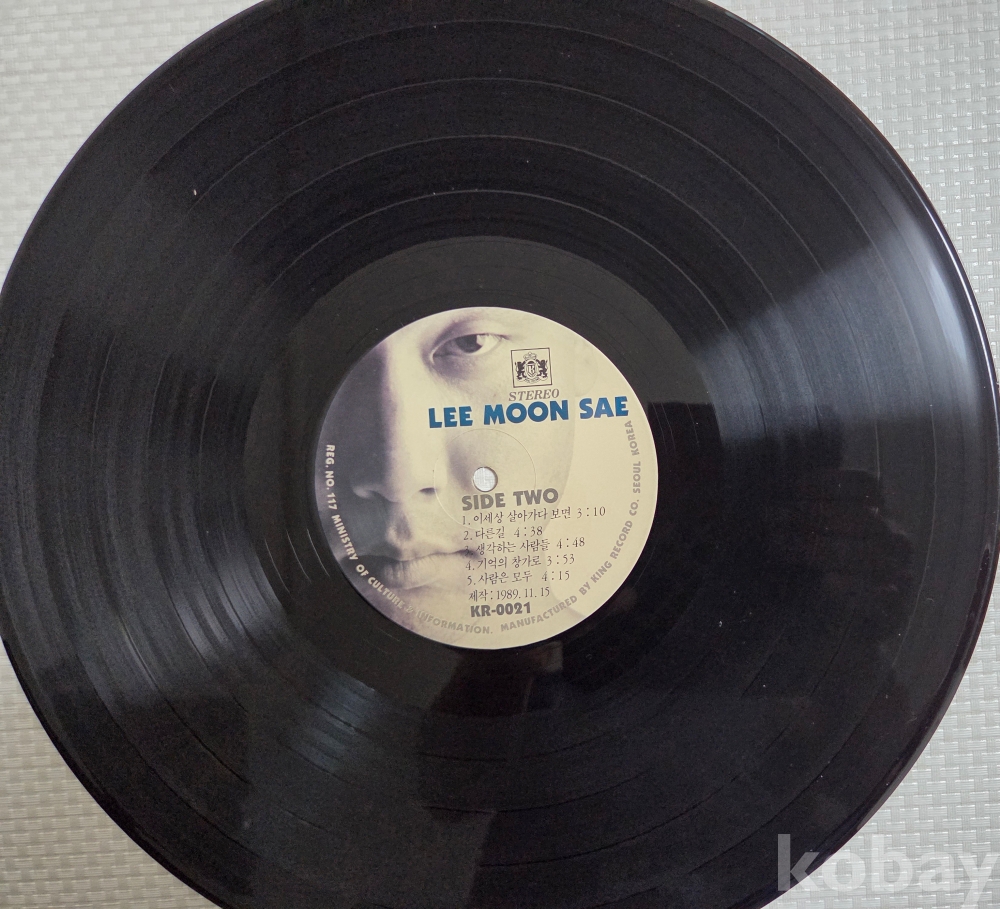 STEREO
LEE MOON SAE
SIDE TWO
1. 이세상 살아가다 보면 3:10
2. 다른길 4:38
생각하는 사람들 4:48
4. 기억의 창가로 3:53
5. 사람은 모두 4:15
제작: 1989. 11. 15
KR-0021
REG. NO. 117 MINISTRY OF CULTURE & INFORMATION. MANUFACTURED BY KING RECORD CO. SEOUL KOREA
kobay